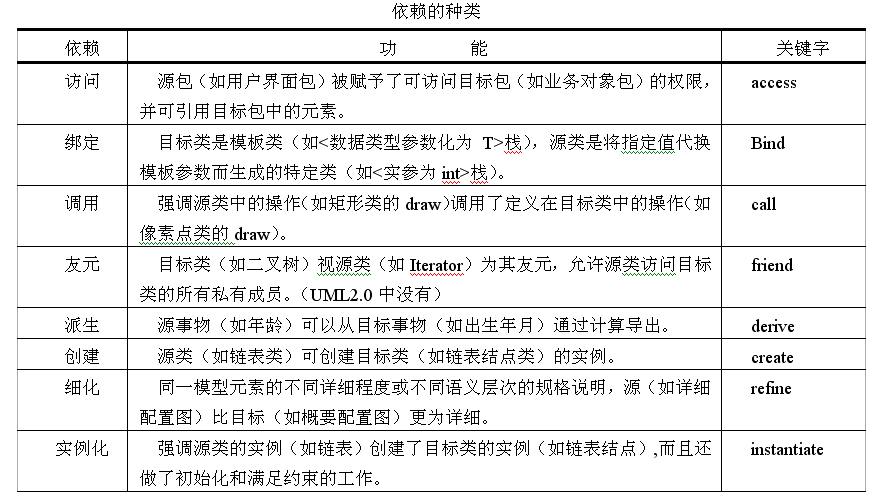 依赖的种类
依赖 功 能 关键字
访问 源包（如用户界面包）被赋予了可访问目标包（如业务对象包）的权限， access
并可引用目标包中的元素。
绑定 目标类是模板类（如<数据类型参数化为 T>栈），源类是将指定值代换 Bind
模板参数而生成的特定类（如<实参为 int>栈）。
调用 强调源类中的操作（如矩形类的 draw）调用了定义在目标类中的操作（如 call
像素点类的 draw）。
友元 目标类（如二叉树）视源类（如 Iterator）为其友元，允许源类访问目标 friend
类的所有私有成员。（UML2.0 中没有）
派生 源事物（如年龄）可以从目标事物（如出生年月）通过计算导出。 derive
创建 源类（如链表类）可创建目标类（如链表结点类）的实例。 create
细化 同一模型元素的不同详细程度或不同语义层次的规格说明，源（如详细 refine
配置图）比目标（如概要配置图）更为详细。
实例化 强调源类的实例（如链表）创建了目标类的实例（如链表结点）,而且还 instantiate
做了初始化和满足约束的工作。